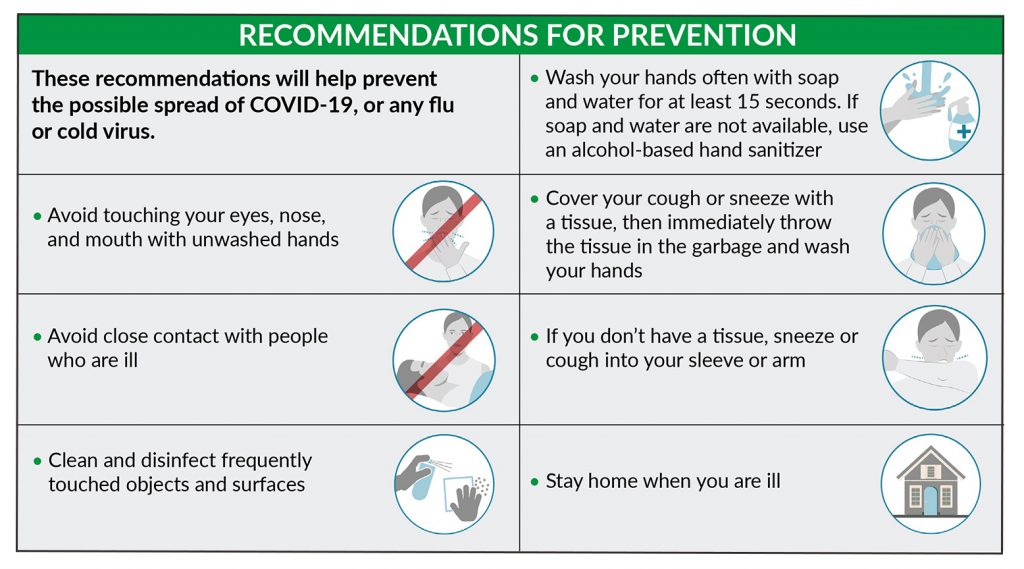 RECOMMENDATIONS FOR PREVENTION
These recommendations will help prevent
the possible spread of COVID-19, or any flu
or cold virus.
• Wash your hands often with soap
and water for at least 15 seconds. If
soap and water are not available, use
an alcohol-based hand sanitizer
• Avoid touching your eyes, nose,
and mouth with unwashed hands
• Cover your cough or sneeze with
a tissue, then immediately throw
the tissue in the garbage and wash
your hands
• Avoid close contact with people
who are ill
• If you don’t have a tissue, sneeze or
cough into your sleeve or arm
• Clean and disinfect frequently
touched objects and surfaces
• Stay home when you are ill